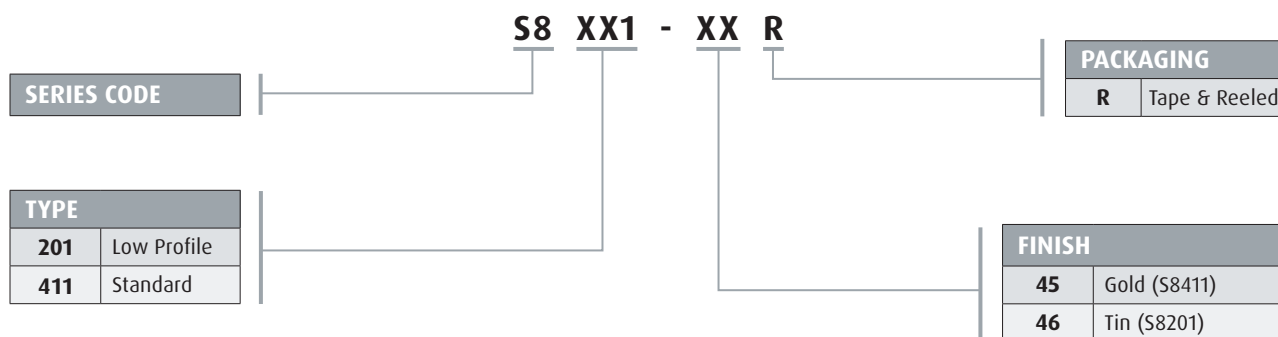 S8 XX1 - XX R
SERIES CODE
TYPE
201 Low Profile
411 Standard
PACKAGING
R Tape & Reeled
FINISH
45 Gold (S8411)
46 Tin (S8201)